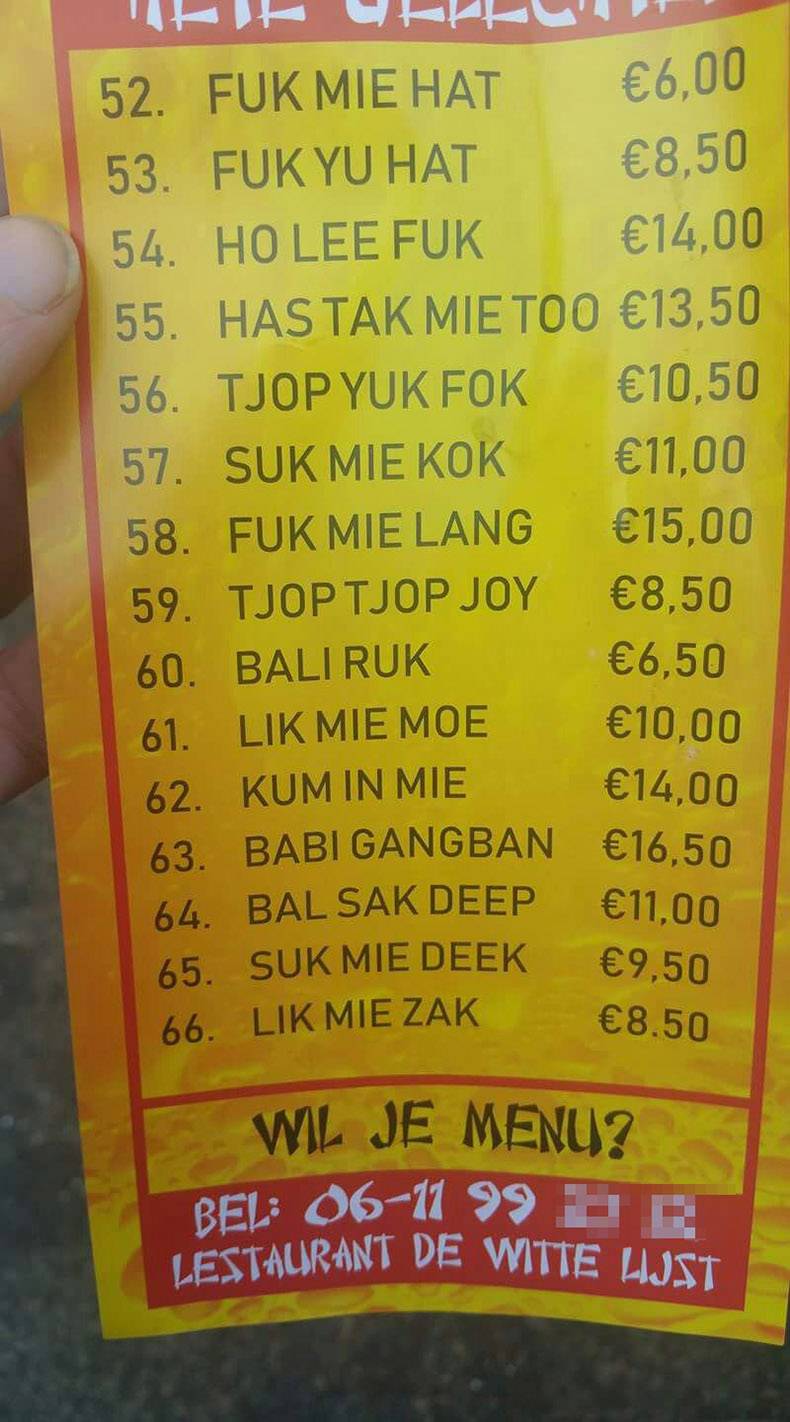 52. FUK MIE HAT €6,00
53. FUK YU HAT €8,50
54. HO LEE FUK €14,00
55. HAS TAK MIE TOO €13,50
56. TJOP YUK FOK €10,50
57. SUK MIE KOK €11,00
58. FUK MIE LANG €15,00
59. TJOP TJOP JOY €8,50
60. BALI RUK €6,50
61. LIK MIE MOE €10,00
62. KUM IN MIE €14,00
63. BABI GANGBAN €16,50
64. BAL SAK DEEP €11,00
65. SUK MIE DEEK €9,50
66. LIK MIE ZAK €8.50
WIL JE MENU?
BEL: 06-11 99
LESTAURANT DE WITTE LIJST